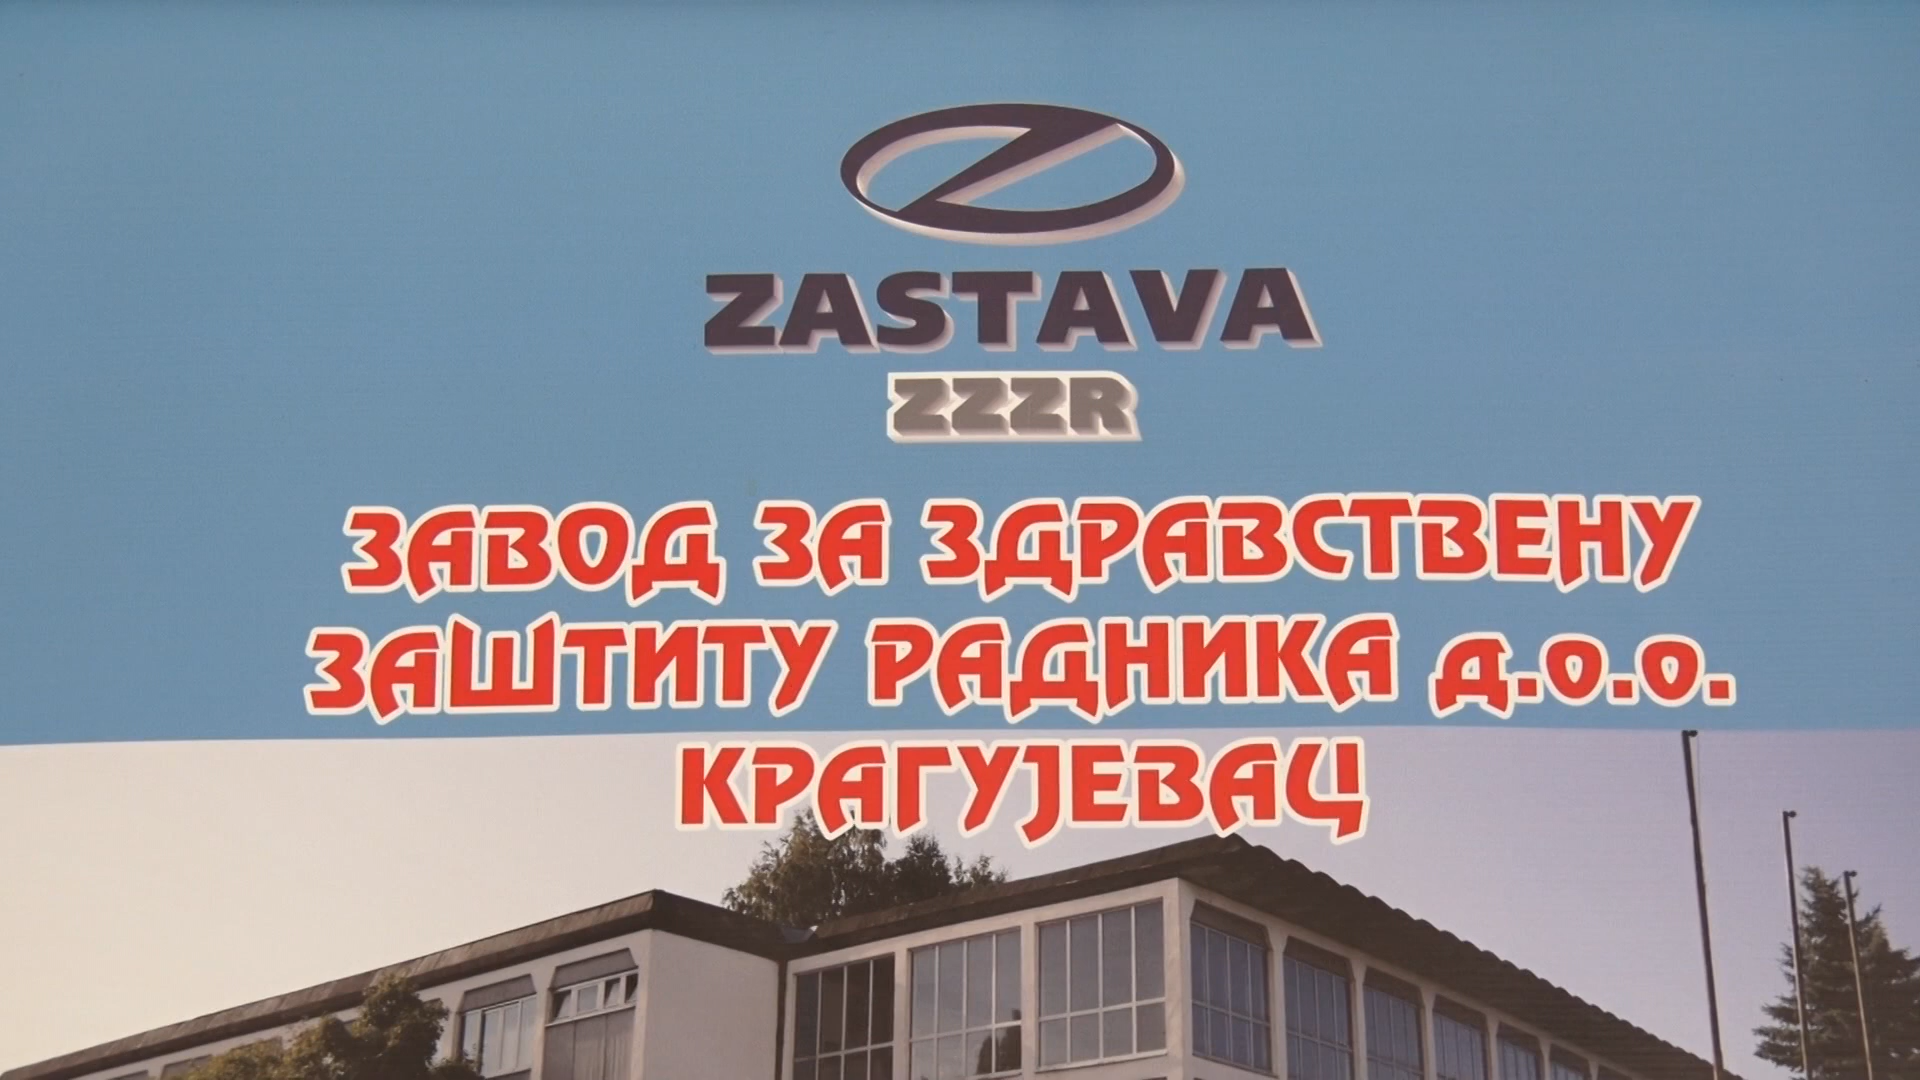 ZASTAVA
ZZZR
ЗАВОД ЗА ЗДРАВСТВЕНУ
ЗАШТИТУ РАДНИКА д.о.о.
КРАГУЈЕВАЦ